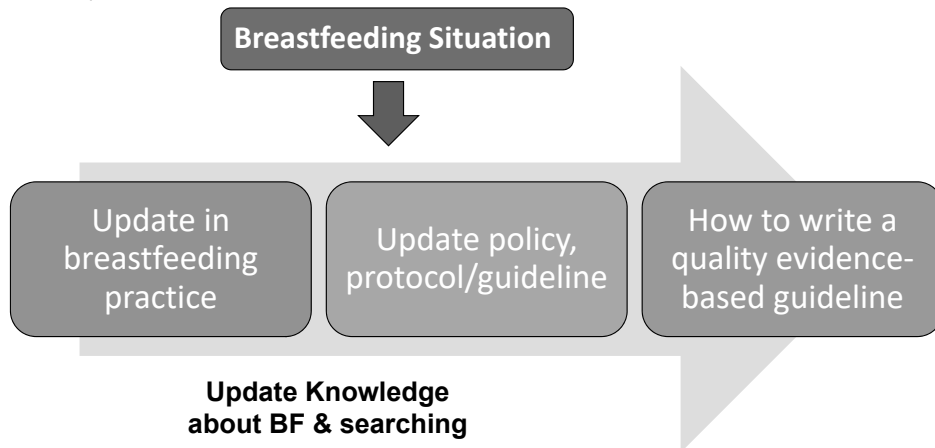 Breastfeeding Situation
Update in
breastfeeding
practice
Update policy,
protocol/guideline
How to write a
quality evidence-
based guideline
Update Knowledge
about BF & searching